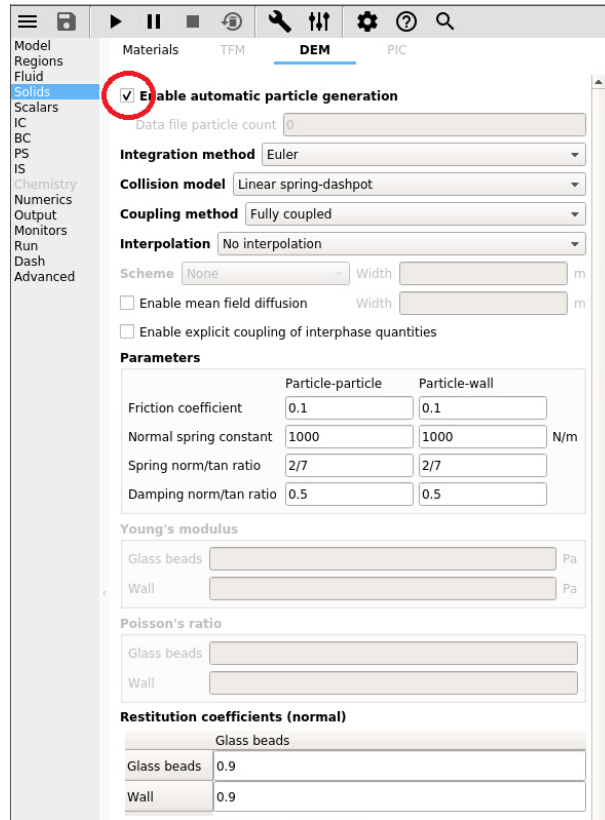 Model
Regions
Fluid
Solids
Scalars
IC
BC
PS
IS
Chemistry
Numerics
Output
Monitors
Run
Dash
Advanced
Materials TFM DEM PIC
Enable automatic particle generation
Data file particle count 0
Integration method Euler
Collision model Linear spring-dashpot
Coupling method Fully coupled
Interpolation No interpolation
Scheme None Width m
Enable mean field diffusion Width m
Enable explicit coupling of interphase quantities
Parameters
Particle-particle Particle-wall
Friction coefficient 0.1 0.1
Normal spring constant 1000 1000 N/m
Spring norm/tan ratio 2/7 2/7
Damping norm/tan ratio 0.5 0.5
Young's modulus
Glass beads Pa
Wall Pa
Poisson's ratio
Glass beads
Wall
Restitution coefficients (normal)
Glass beads
Glass beads 0.9
Wall 0.9